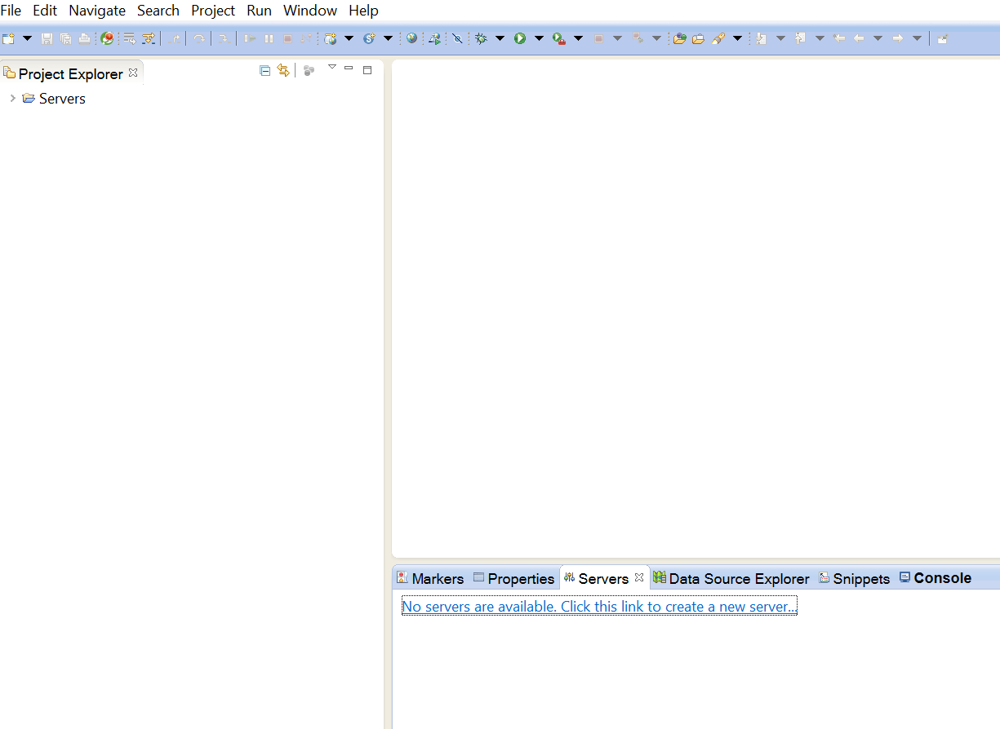 File Edit Navigate Search Project Run Window Help
Project Explorer
Servers
Markers Properties Servers Data Source Explorer Snippets Console
No servers are available. Click this link to create a new server...